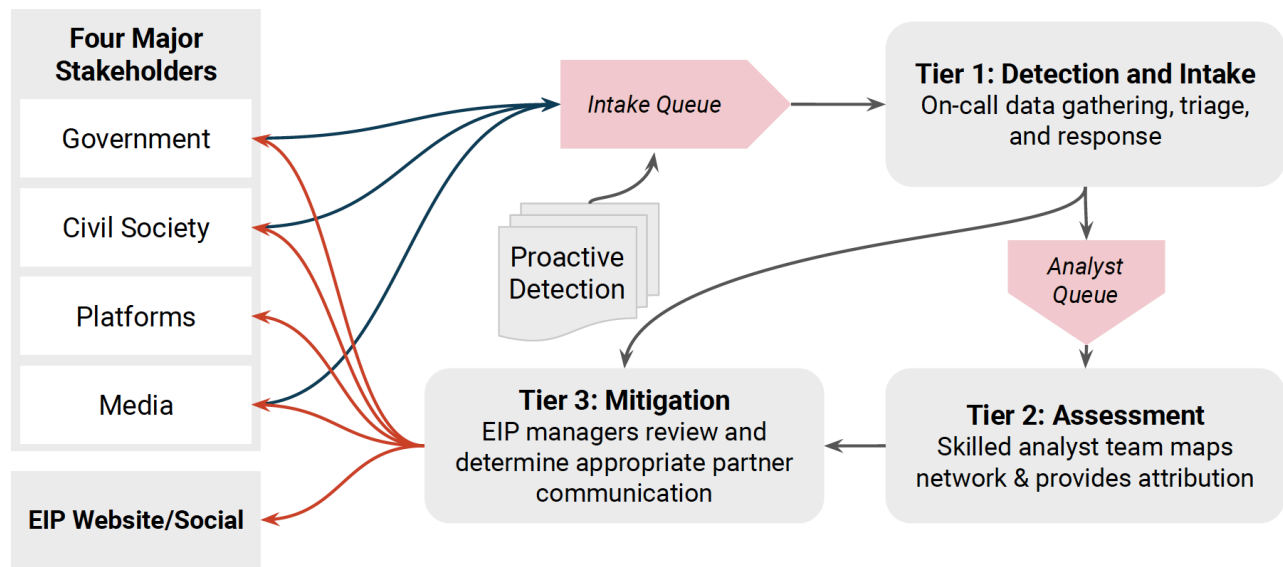 Four Major
Stakeholders
Government
Civil Society
Platforms
Media
EIP Website/Social
Intake Queue
Proactive
Detection
Tier 1: Detection and Intake
On-call data gathering, triage,
and response
Analyst
Queue
Tier 2: Assessment
Skilled analyst team maps
network & provides attribution
Tier 3: Mitigation
EIP managers review and
determine appropriate partner
communication